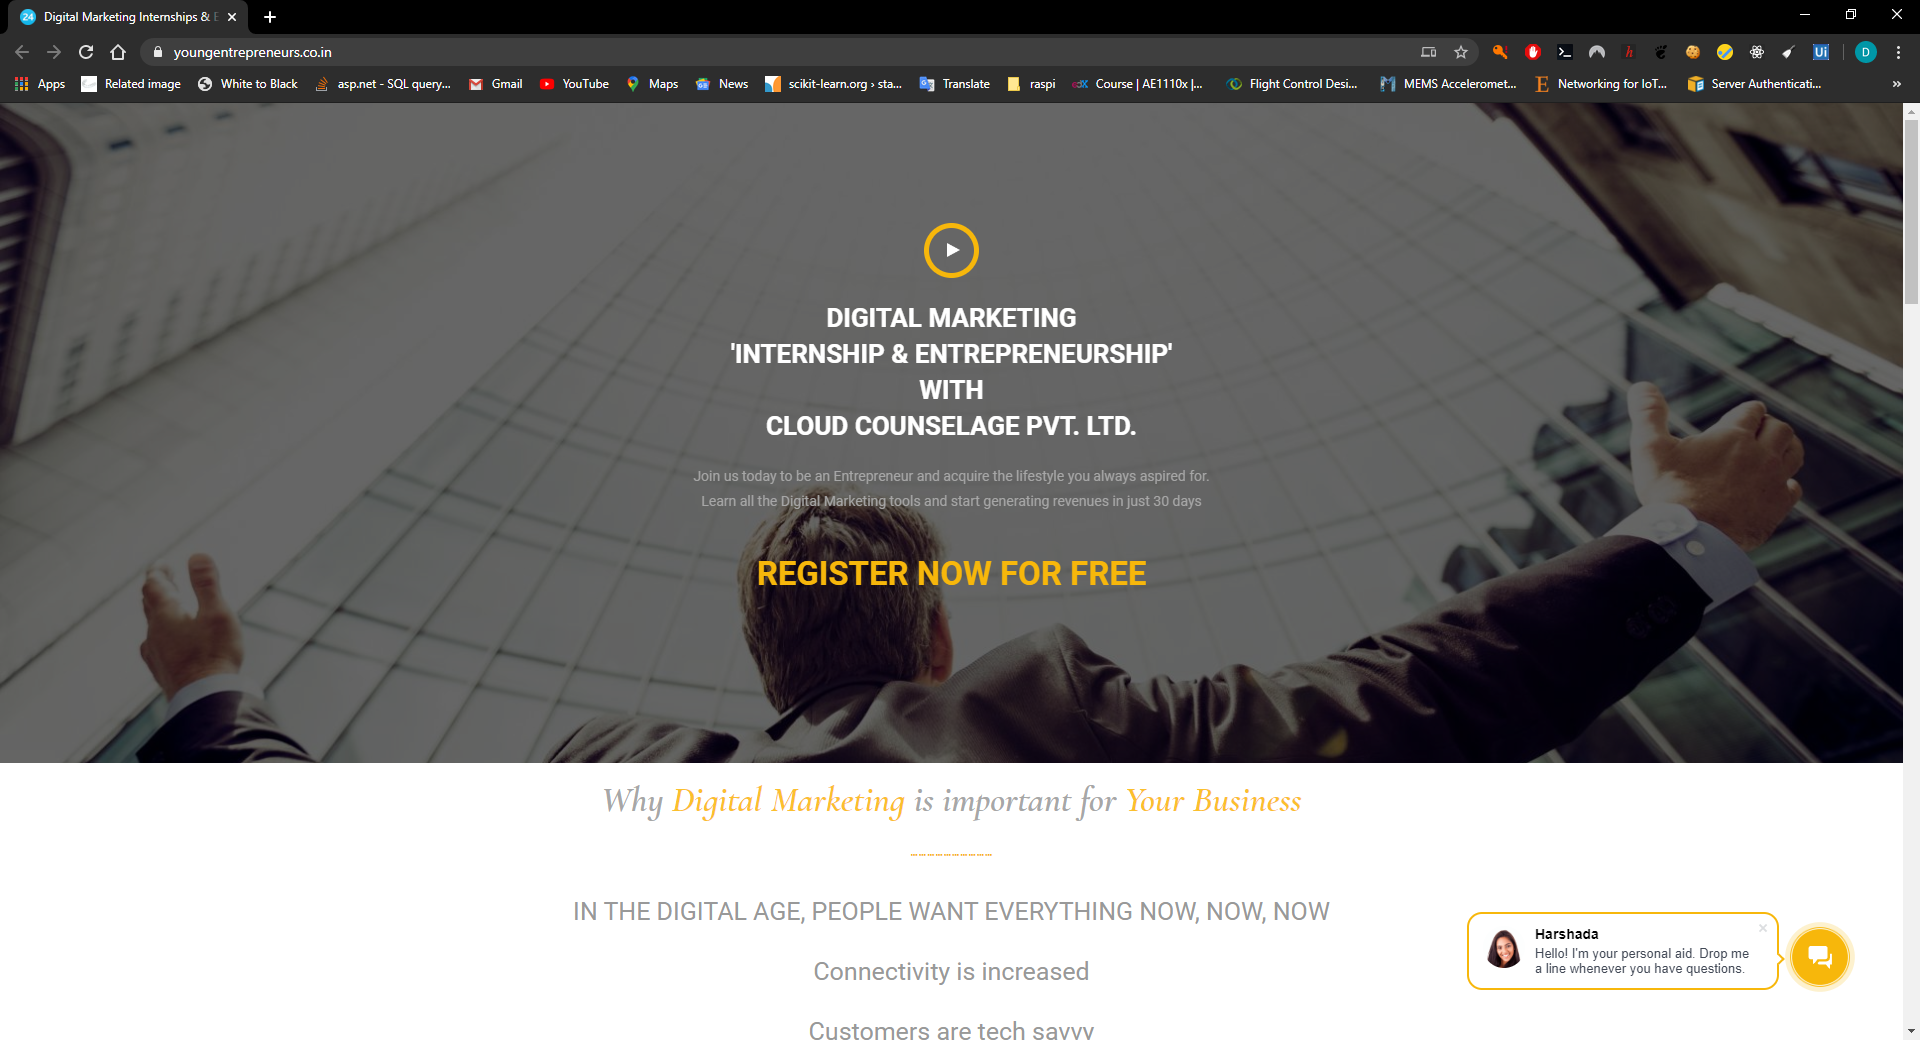 Digital Marketing Internships &
youngentrepreneurs.co.in
Apps Related image White to Black asp.net - SQL query... Gmail YouTube Maps News scikit-learn.org › sta... Translate raspi Course | AE1110x |... Flight Control Desi... MEMS Acceleromet... Networking for IoT... Server Authenticati... »
DIGITAL MARKETING
'INTERNSHIP & ENTREPRENEURSHIP'
WITH
CLOUD COUNSELAGE PVT. LTD.
Join us today to be an Entrepreneur and acquire the lifestyle you always aspired for.
Learn all the Digital Marketing tools and start generating revenues in just 30 days
REGISTER NOW FOR FREE
Why Digital Marketing is important for Your Business
IN THE DIGITAL AGE, PEOPLE WANT EVERYTHING NOW, NOW, NOW
Connectivity is increased
Customers are tech savvy
Harshada
Hello! I'm your personal aid. Drop me
a line whenever you have questions.